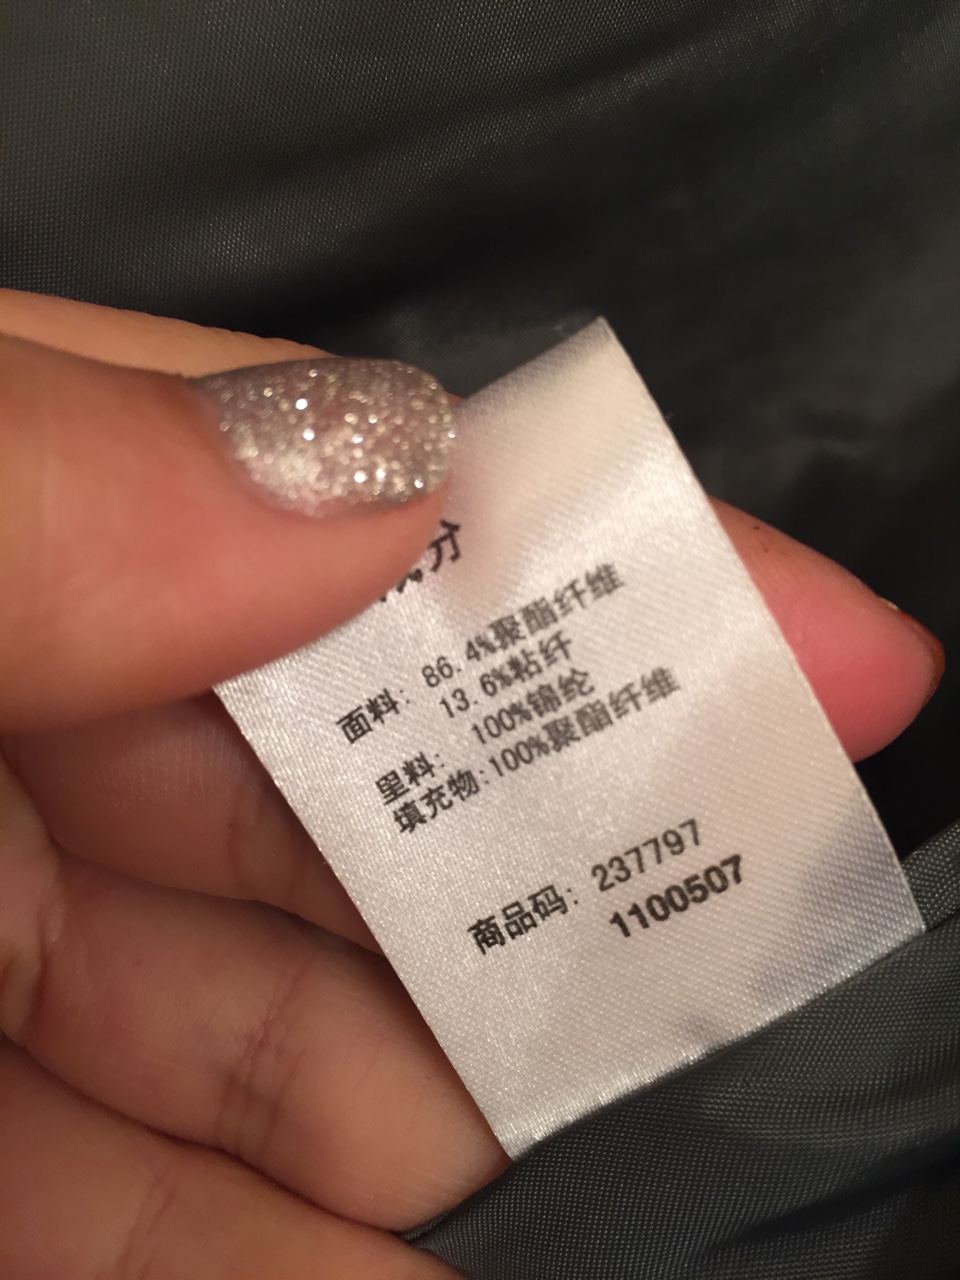 分
面料: 86.4%聚酯纤维
13.6%粘纤
里料: 100%锦纶
填充物:100%聚酯纤维
商品码: 237797
1100507